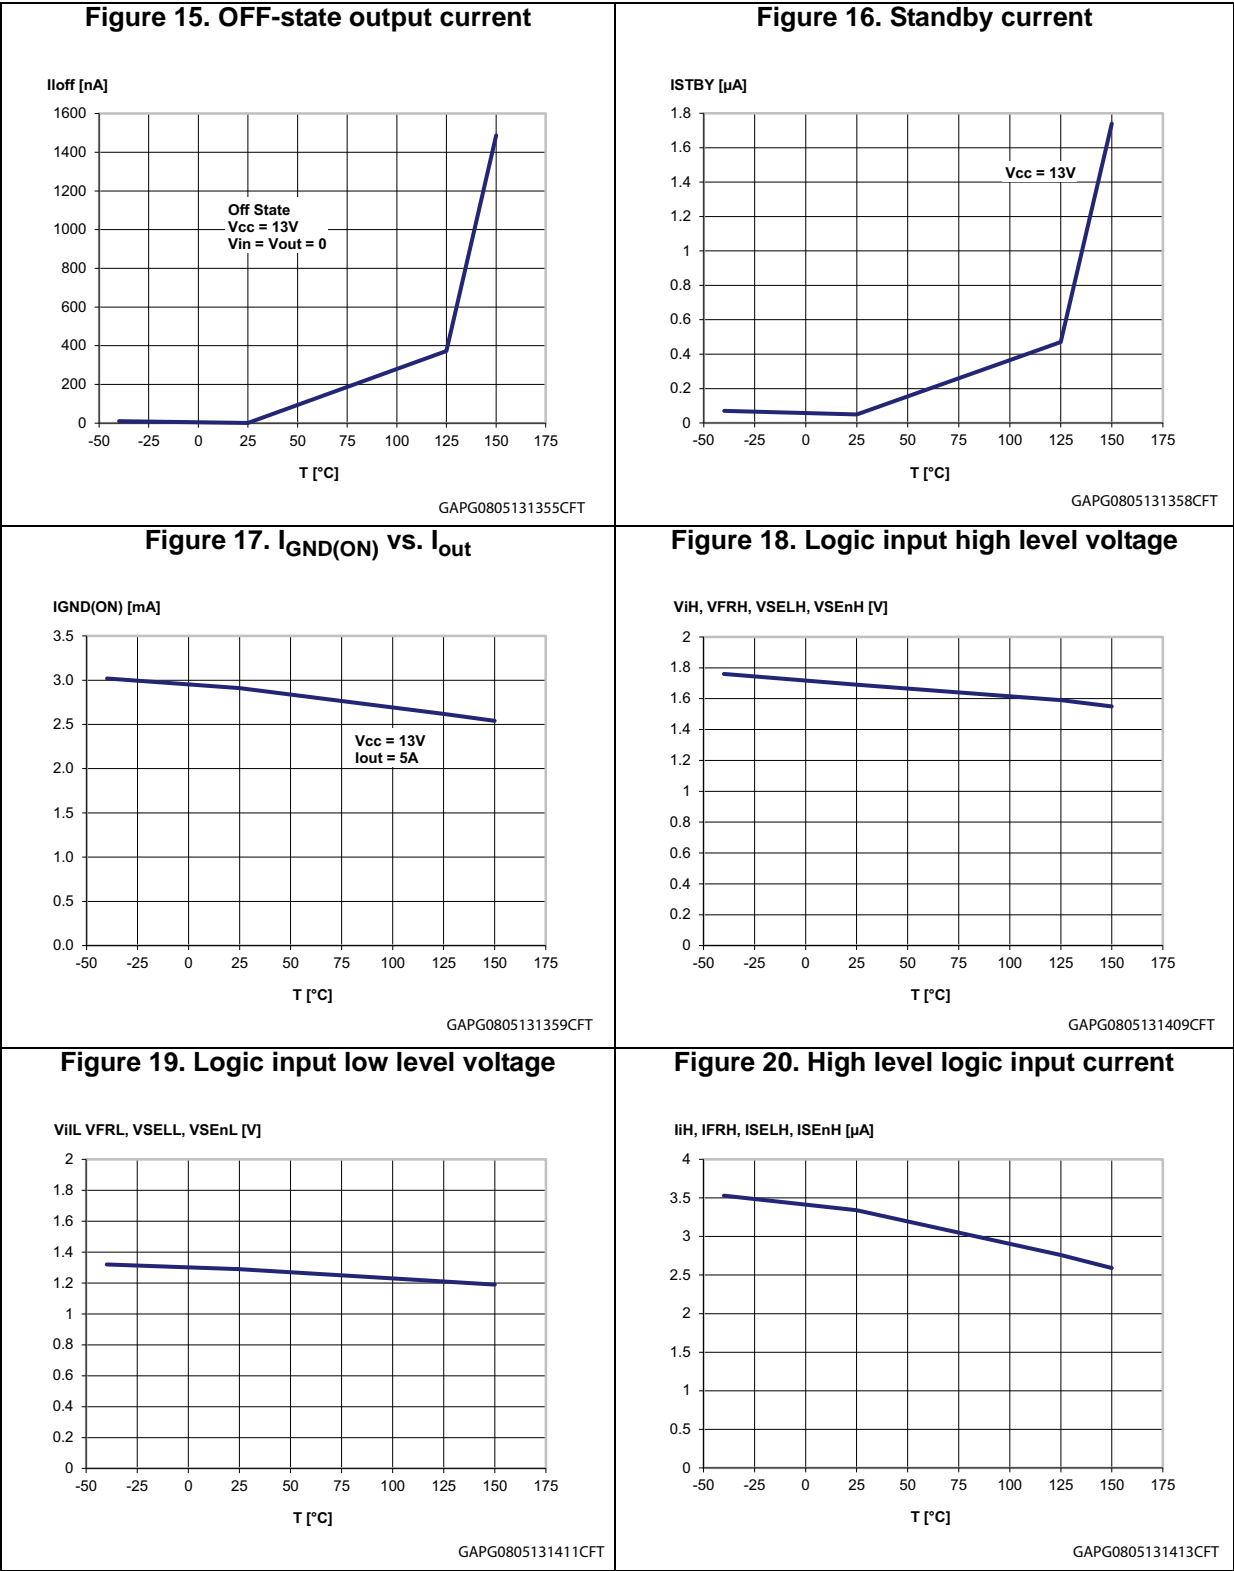 Figure 15. OFF-state output current
Iloff [nA]
1600
1400
1200
1000
800
600
400
200
0
Off State
Vcc = 13V
Vin = Vout = 0
-50 -25 0 25 50 75 100 125 150 175
T [°C]
GAPG0805131355CFT
Figure 16. Standby current
ISTBY [µA]
1.8
1.6
1.4
1.2
1
0.8
0.6
0.4
0.2
0
Vcc = 13V
-50 -25 0 25 50 75 100 125 150 175
T [°C]
GAPG0805131358CFT
Figure 17. IGND(ON) vs. Iout
IGND(ON) [mA]
3.5
3.0
2.5
2.0
1.5
1.0
0.5
0.0
Vcc = 13V
Iout = 5A
-50 -25 0 25 50 75 100 125 150 175
T [°C]
GAPG0805131359CFT
Figure 18. Logic input high level voltage
ViH, VFRH, VSELH, VSEnH [V]
2
1.8
1.6
1.4
1.2
1
0.8
0.6
0.4
0.2
0
-50 -25 0 25 50 75 100 125 150 175
T [°C]
GAPG0805131409CFT
Figure 19. Logic input low level voltage
VilL VFRL, VSELL, VSEnL [V]
2
1.8
1.6
1.4
1.2
1
0.8
0.6
0.4
0.2
0
-50 -25 0 25 50 75 100 125 150 175
T [°C]
GAPG0805131411CFT
Figure 20. High level logic input current
IiH, IFRH, ISELH, ISEnH [µA]
4
3.5
3
2.5
2
1.5
1
0.5
0
-50 -25 0 25 50 75 100 125 150 175
T [°C]
GAPG0805131413CFT